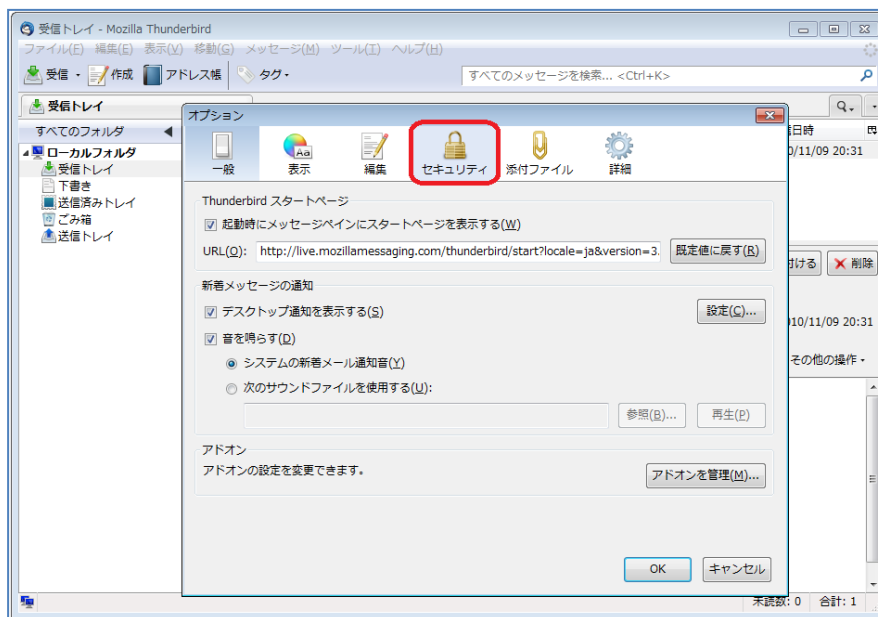 受信トレイ - Mozilla Thunderbird
ファイル(F) 編集(E) 表示(V) 移動(G) メッセージ(M) ツール(T) ヘルプ(H)
受信 作成 アドレス帳 タグ
すべてのメッセージを検索... <Ctrl+K>
受信トレイ
すべてのフォルダ
ローカルフォルダ
受信トレイ
下書き
送信済みトレイ
ごみ箱
送信トレイ
日時
0/11/09 20:31
オプション
一般 表示 編集 セキュリティ 添付ファイル 詳細
Thunderbird スタートページ
起動時にメッセージペインにスタートページを表示する(W)
URL(O): http://live.mozillamessaging.com/thunderbird/start?locale=ja&version=3. 既定値に戻す(R)
新着メッセージの通知
デスクトップ通知を表示する(S) 設定(C)...
音を鳴らす(D)
システムの新着メール通知音(Y)
次のサウンドファイルを使用する(U):
参照(B)... 再生(P)
アドオン
アドオンの設定を変更できます。
アドオンを管理(M)...
OK キャンセル
付ける 削除
010/11/09 20:31
その他の操作
未読数: 0 合計: 1